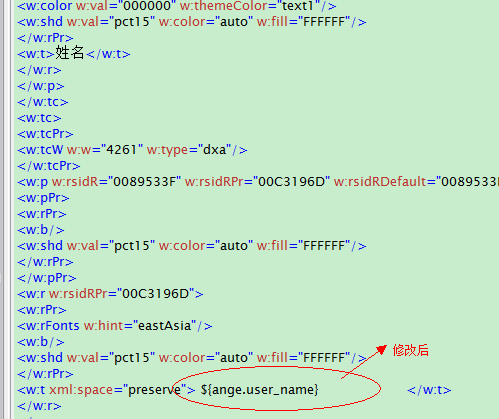 <w:color w:val="000000" w:themeColor="text1"/>
<w:shd w:val="pct15" w:color="auto" w:fill="FFFFFF"/>
</w:rPr>
<w:t>姓名</w:t>
</w:r>
</w:p>
</w:tc>
<w:tc>
<w:tcPr>
<w:tcW w:w="4261" w:type="dxa"/>
</w:tcPr>
<w:p w:rsidR="0089533F" w:rsidRPr="00C3196D" w:rsidRDefault="0089533
<w:pPr>
<w:rPr>
<w:b/>
<w:shd w:val="pct15" w:color="auto" w:fill="FFFFFF"/>
</w:rPr>
</w:pPr>
<w:r w:rsidRPr="00C3196D">
<w:rPr>
<w:rFonts w:hint="eastAsia"/>
<w:b/>
<w:shd w:val="pct15" w:color="auto" w:fill="FFFFFF"/>
修改后
</w:rPr>
<w:t xml:space="preserve"> ${ange.user_name} </w:t>
</w:r>